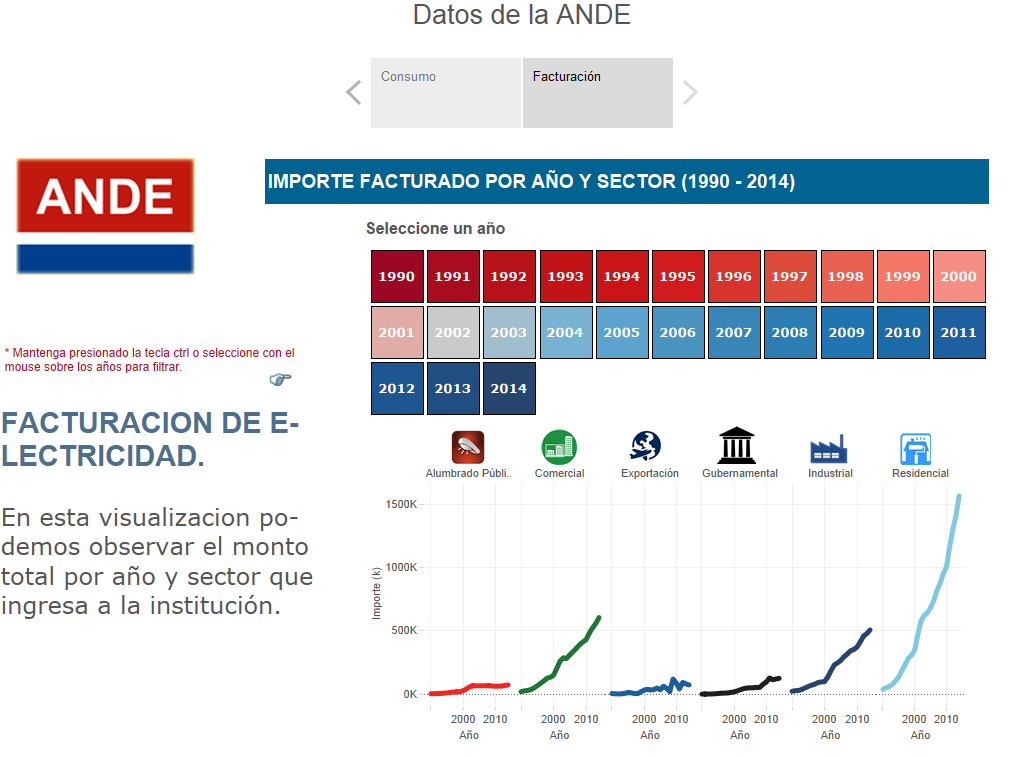 Datos de la ANDE
Consumo
Facturación
ANDE
IMPORTE FACTURADO POR AÑO Y SECTOR (1990 - 2014)
Seleccione un año
1990 1991 1992 1993 1994 1995 1996 1997 1998 1999 2000
2001 2002 2003 2004 2005 2006 2007 2008 2009 2010 2011
2012 2013 2014
* Mantenga presionado la tecla ctrl o seleccione con el
mouse sobre los años para filtrar.
FACTURACION DE E-
LECTRICIDAD.
En esta visualizacion po-
demos observar el monto
total por año y sector que
ingresa a la institución.
Alumbrado Públi.. Comercial Exportación Gubernamental Industrial Residencial
1500K
1000K
500K
0K
Importe (k)
2000 2010 2000 2010 2000 2010 2000 2010 2000 2010 2000 2010
Año Año Año Año Año Año